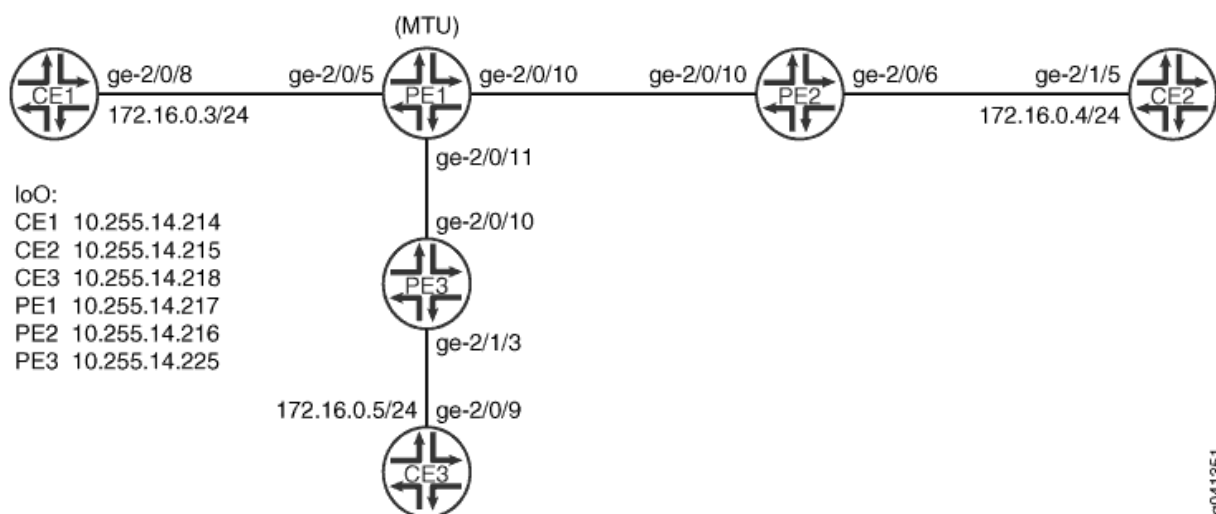 (MTU)
ge-2/0/8 ge-2/0/5 ge-2/0/10 ge-2/0/10 ge-2/0/6 ge-2/1/5
CE1 PE1 PE2 CE2
172.16.0.3/24 172.16.0.4/24
ge-2/0/11
loO:
CE1 10.255.14.214
CE2 10.255.14.215
CE3 10.255.14.218
PE1 10.255.14.217
PE2 10.255.14.216
PE3 10.255.14.225
ge-2/0/10
PE3
ge-2/1/3
172.16.0.5/24 ge-2/0/9
CE3
g041351